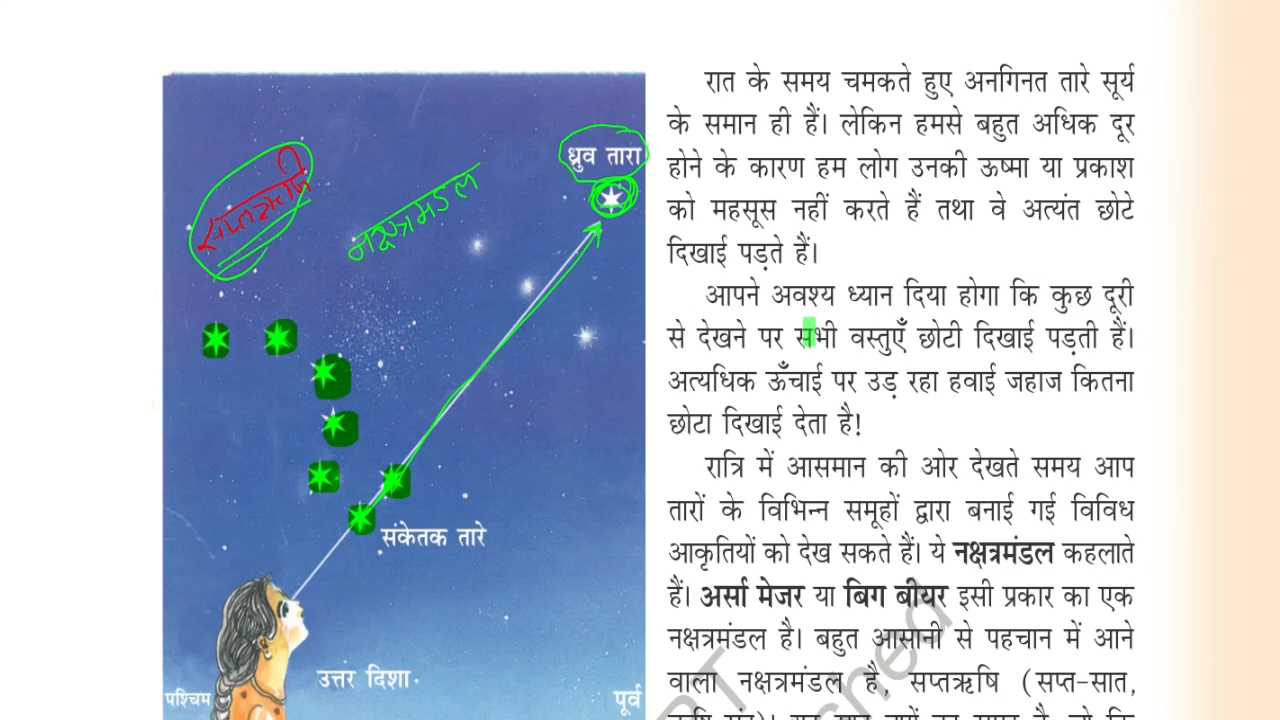 ध्रुव तारा
सप्तऋषि
नक्षत्रमंडल
संकेतक तारे
उत्तर दिशा
पश्चिम
पूर्व
रात के समय चमकते हुए अनगिनत तारे सूर्य
के समान ही हैं। लेकिन हमसे बहुत अधिक दूर
होने के कारण हम लोग उनकी ऊष्मा या प्रकाश
को महसूस नहीं करते हैं तथा वे अत्यंत छोटे
दिखाई पड़ते हैं।
आपने अवश्य ध्यान दिया होगा कि कुछ दूरी
से देखने पर सभी वस्तुएँ छोटी दिखाई पड़ती हैं।
अत्यधिक ऊँचाई पर उड़ रहा हवाई जहाज कितना
छोटा दिखाई देता है!
रात्रि में आसमान की ओर देखते समय आप
तारों के विभिन्न समूहों द्वारा बनाई गई विविध
आकृतियों को देख सकते हैं। ये नक्षत्रमंडल कहलाते
हैं। अर्सा मेजर या बिग बीयर इसी प्रकार का एक
नक्षत्रमंडल है। बहुत आसानी से पहचान में आने
वाला नक्षत्रमंडल है, सप्तऋषि (सप्त-सात,